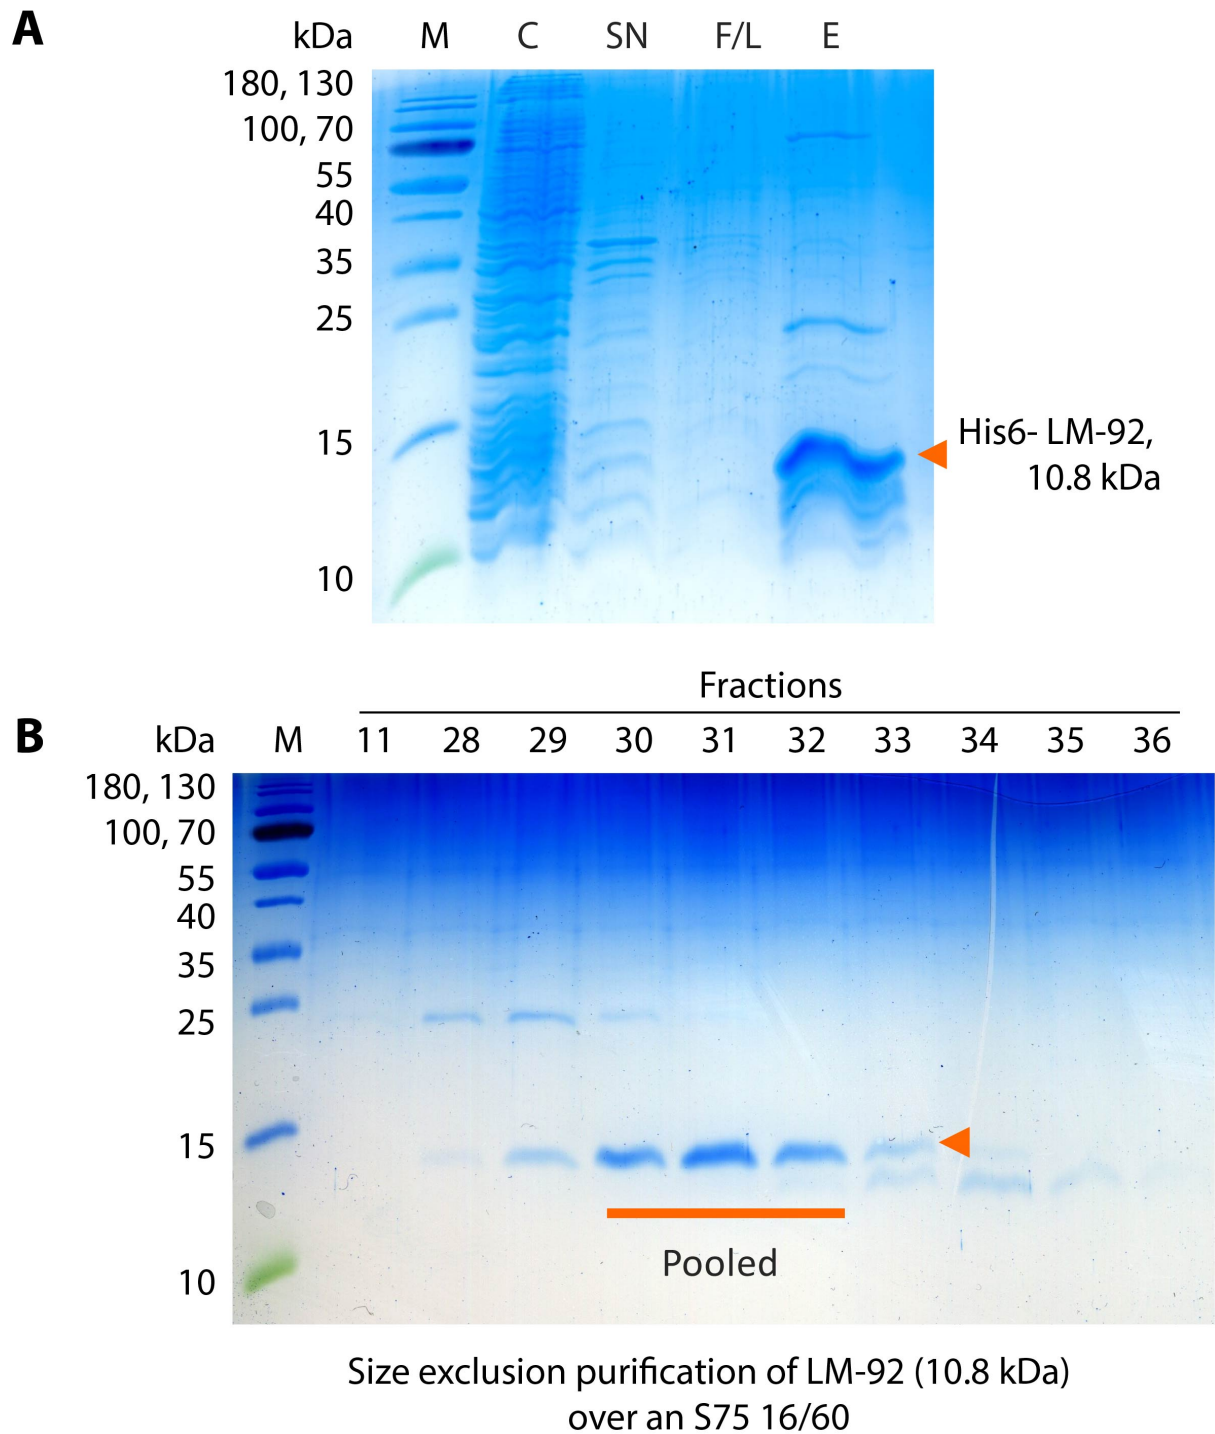 A
kDa M C SN F/L E
180, 130
100, 70
55
40
35
25
15
10
His6- LM-92,
10.8 kDa
Fractions
B
kDa M 11 28 29 30 31 32 33 34 35 36
180, 130
100, 70
55
40
35
25
15
10
Pooled
Size exclusion purification of LM-92 (10.8 kDa)
over an S75 16/60